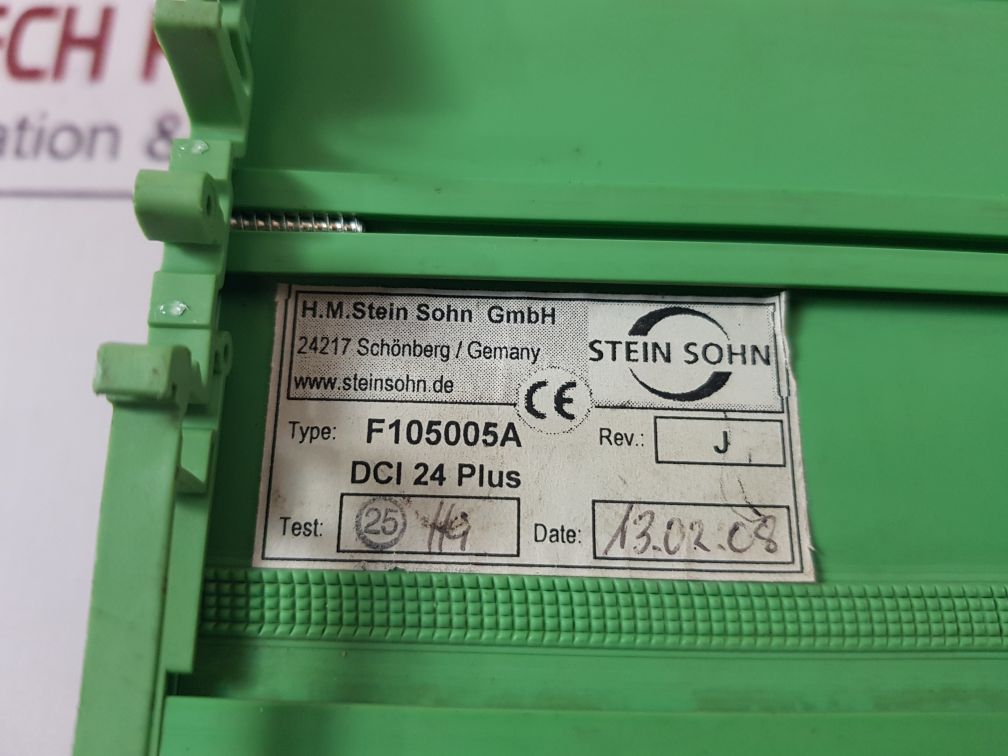 ECH
ation &
H.M.Stein Sohn GmbH
24217 Schönberg / Gemany
www.steinsohn.de
STEIN SOHN
CE
Type: F105005A
Rev.: J
DCI 24 Plus
Test: 25 Hg
Date: 13.02.08